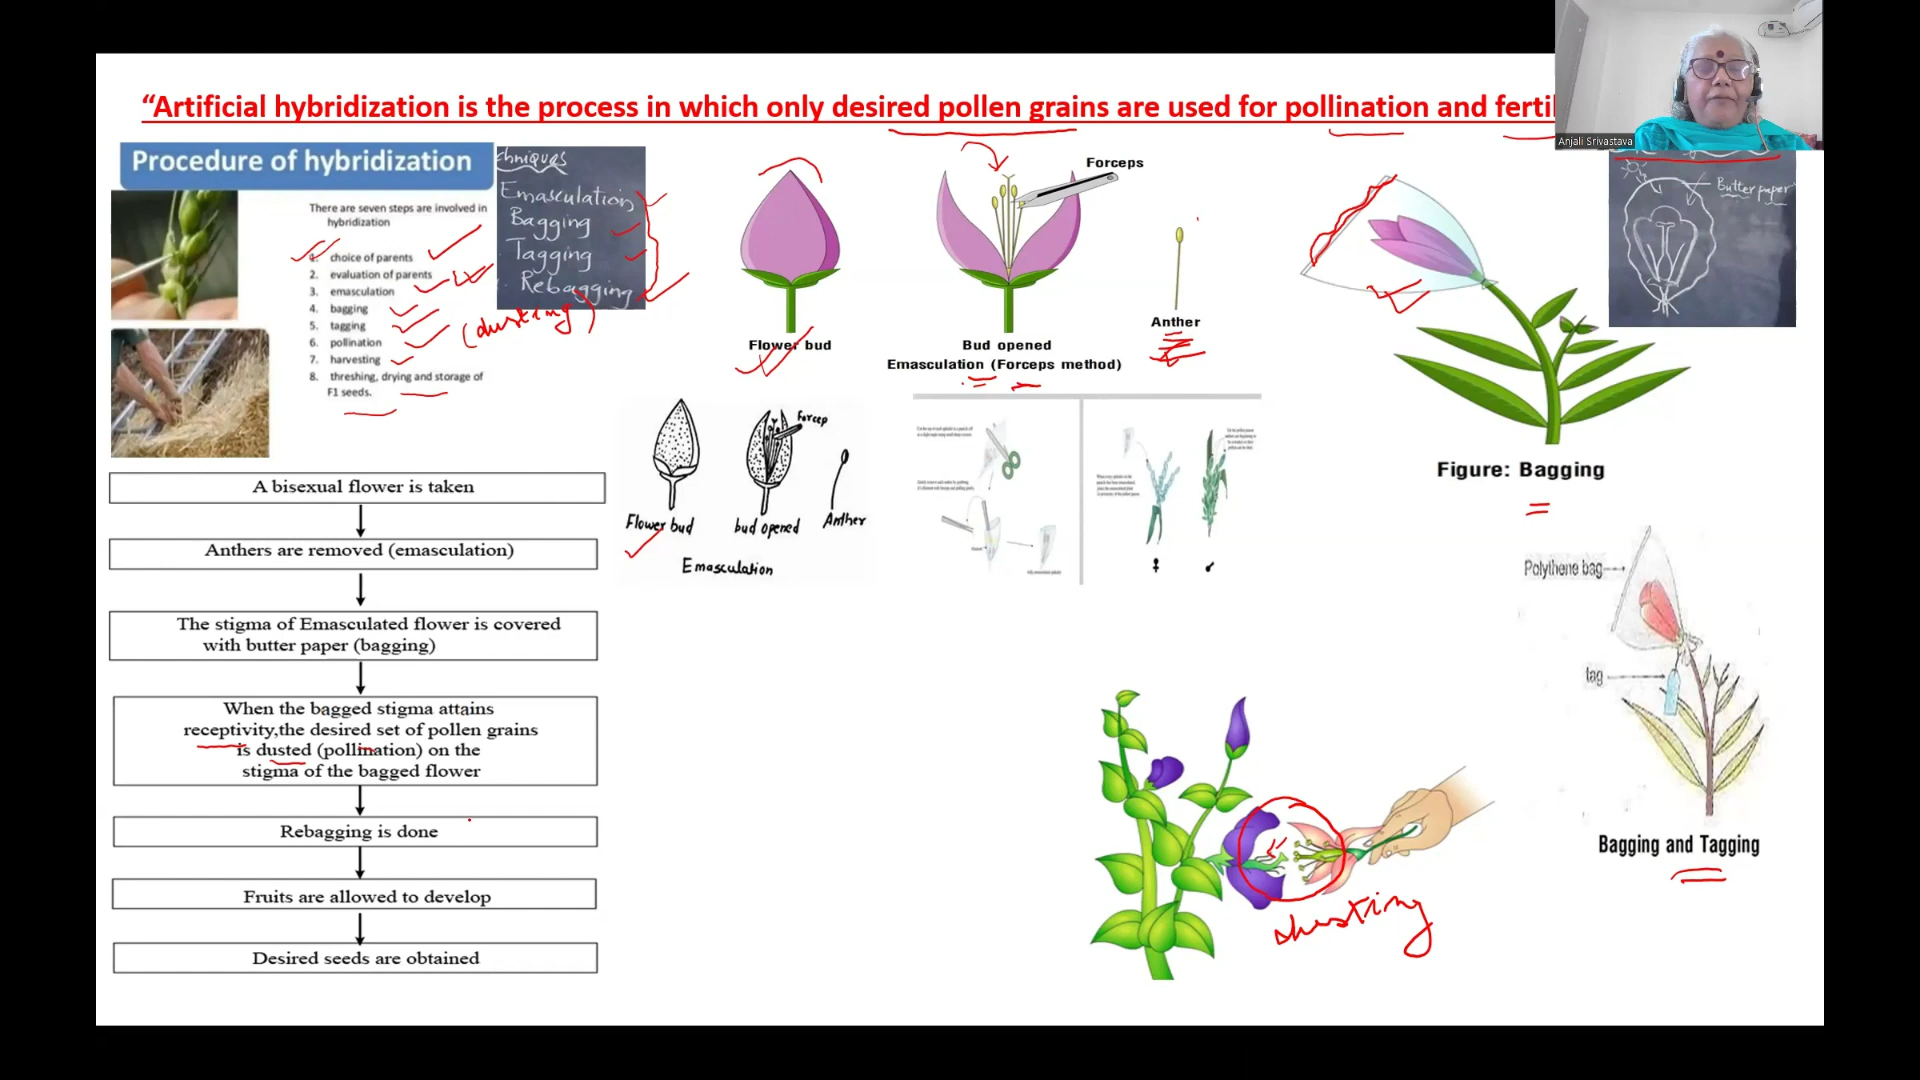 “Artificial hybridization is the process in which only desired pollen grains are used for pollination and fertil
Anjali Srivastava
Procedure of hybridization
There are seven steps are involved in
hybridization
1. choice of parents
2. evaluation of parents
3. emasculation
4. bagging
5. tagging
6. pollination
7. harvesting
8. threshing, drying and storage of
F1 seeds.
(dusting)
chniques
Emasculation
Bagging
Tagging
Rebagging
Flower bud
Forceps
Bud opened
Emasculation (Forceps method)
Anther
Butter paper
Figure: Bagging
Forcep
Flower bud
bud opened
Anther
Emasculation
A bisexual flower is taken
Anthers are removed (emasculation)
The stigma of Emasculated flower is covered
with butter paper (bagging)
When the bagged stigma attains
receptivity,the desired set of pollen grains
is dusted (pollination) on the
stigma of the bagged flower
Rebagging is done
Fruits are allowed to develop
Desired seeds are obtained
Polythene bag
tag
Bagging and Tagging
dusting